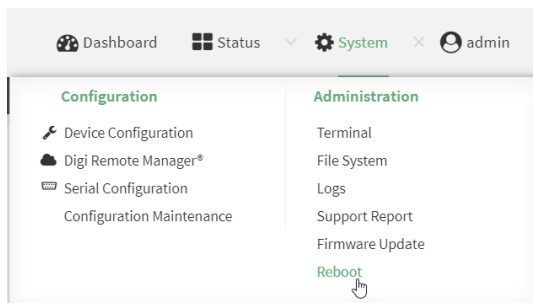 Dashboard Status System admin
Configuration
Device Configuration
Digi Remote Manager®
Serial Configuration
Configuration Maintenance
Administration
Terminal
File System
Logs
Support Report
Firmware Update
Reboot